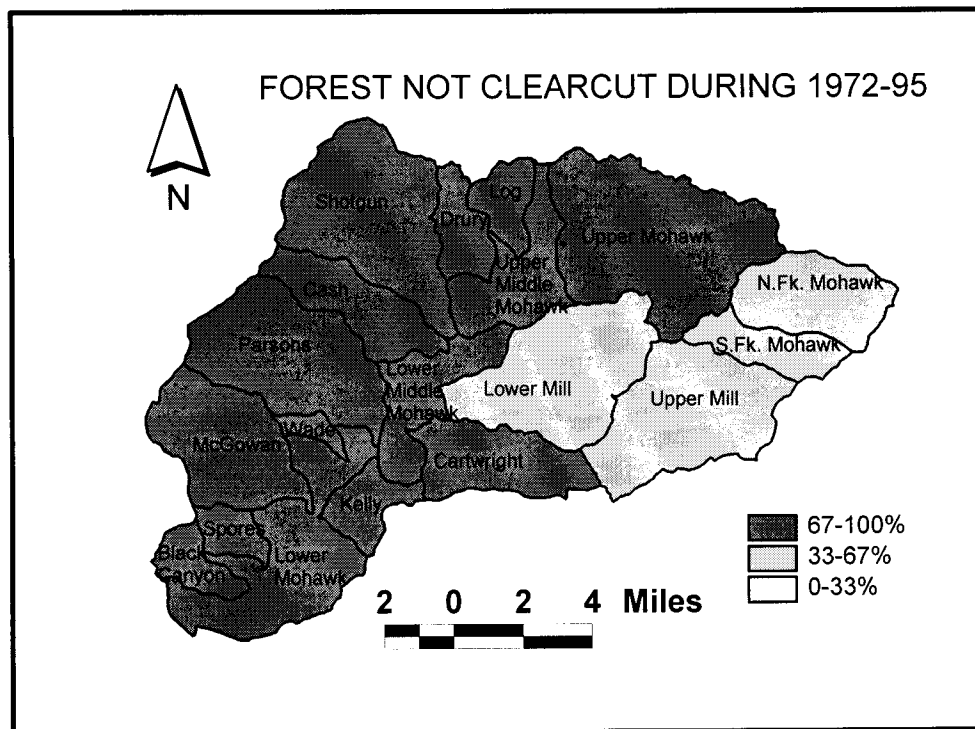 FOREST NOT CLEARCUT DURING 1972-95
N
Shotgun
Drury
Log
Upper Mohawk
Upper
Middle
Mohawk
N.Fk. Mohawk
Cash
Parsons
S.Fk. Mohawk
Lower
Middle
Mohawk
Lower Mill
Upper Mill
Wade
McGowan
Cartwright
Kelly
Spores
Black
Canyon
Lower
Mohawk
67-100%
33-67%
0-33%
2 0 2 4 Miles